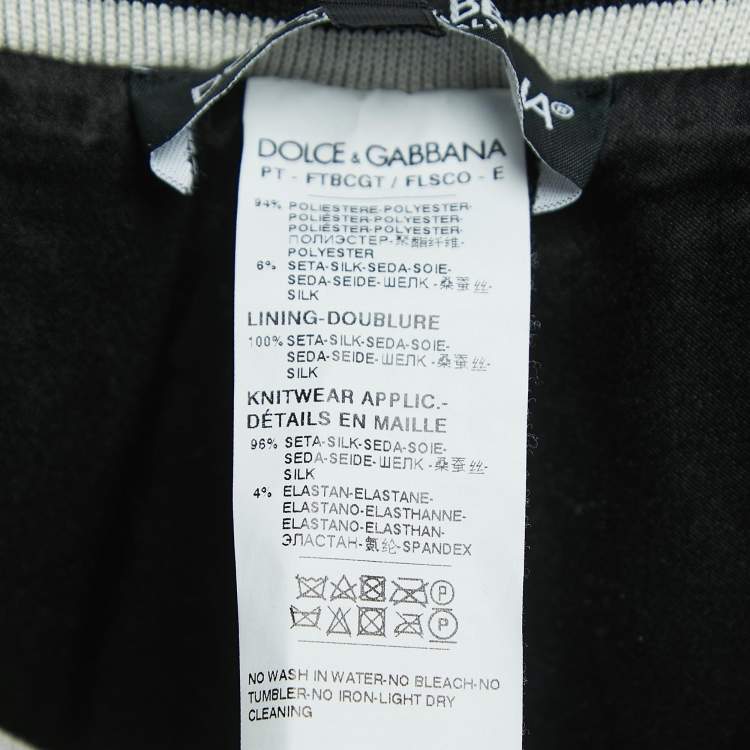 DOLCE & GABBANA
PT - FTBCGT / FLSCO - E
94% POLIESTERE-POLYESTER-
POLIÉSTER-POLYESTER-
POLIÉSTER-POLYESTER-
ПОЛИЭСТЕР-聚酯纤维-
POLYESTER
6% SETA-SILK-SEDA-SOIE-
SEDA-SEIDE-ШЕЛК-桑蚕丝-
SILK
LINING-DOUBLURE
100% SETA-SILK-SEDA-SOIE-
SEDA-SEIDE-ШЕЛК-桑蚕丝-
SILK
KNITWEAR APPLIC.-
DÉTAILS EN MAILLE
96% SETA-SILK-SEDA-SOIE-
SEDA-SEIDE-ШЕЛК-桑蚕丝-
SILK
4% ELASTAN-ELASTANE-
ELASTANO-ELASTHANNE-
ELASTANO-ELASTHAN-
ЭЛАСТАН-氨纶-SPANDEX
P
P
NO WASH IN WATER-NO BLEACH-NO
TUMBLER-NO IRON-LIGHT DRY
CLEANING